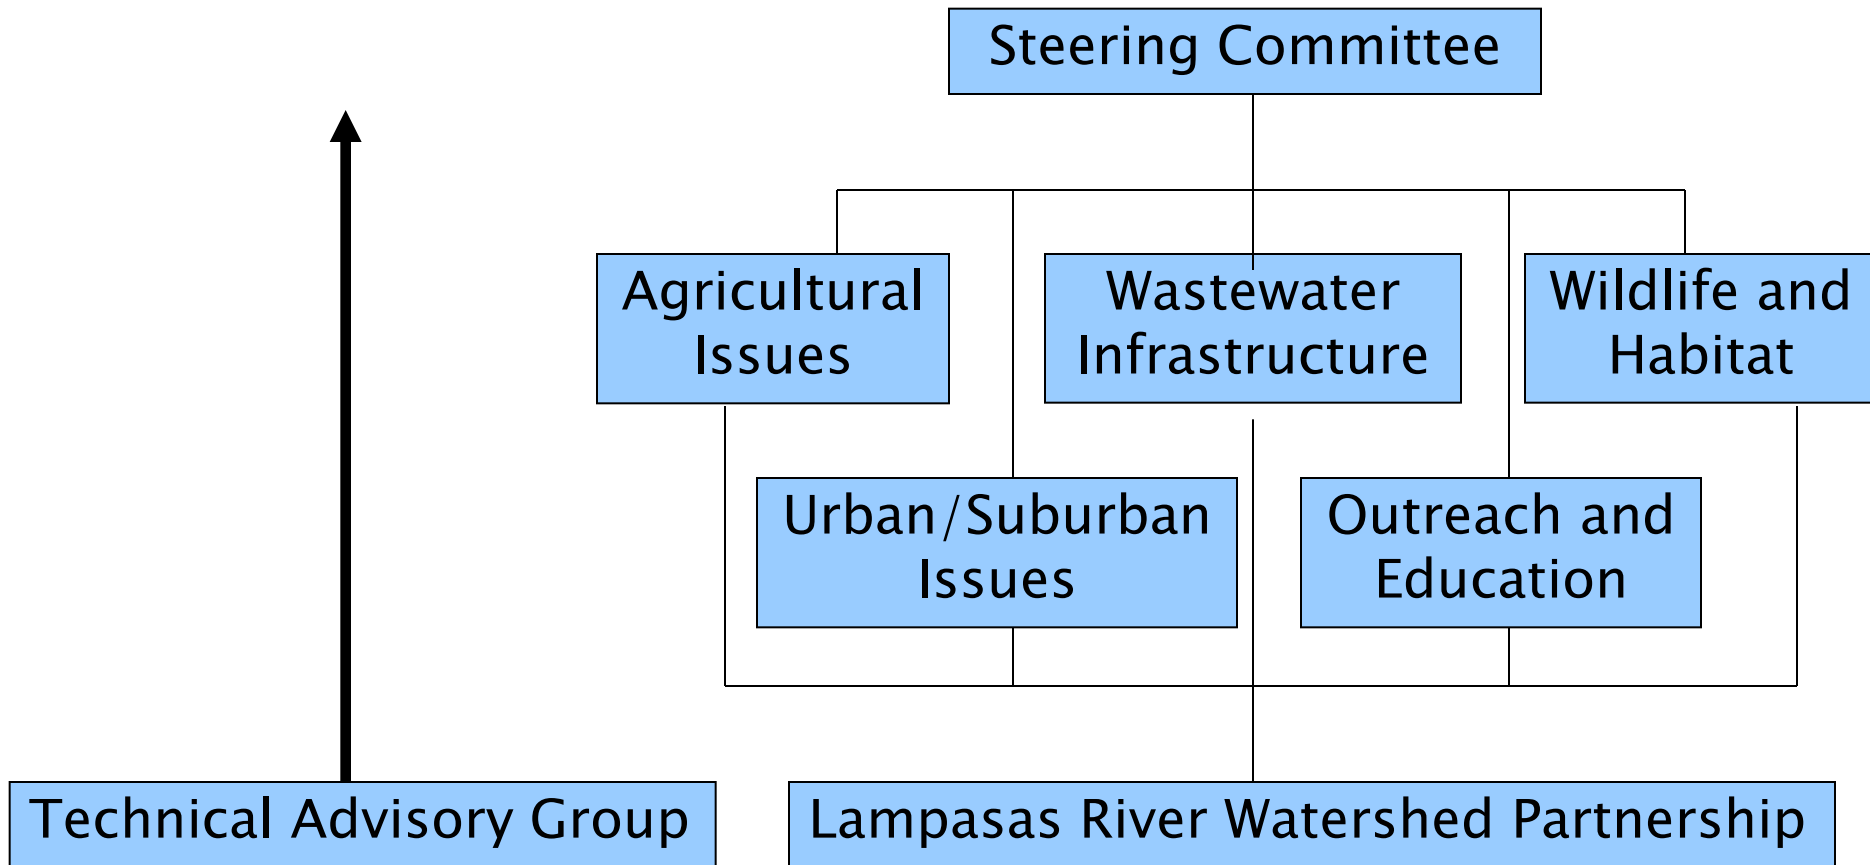 Steering Committee
Agricultural
Issues
Wastewater
Infrastructure
Wildlife and
Habitat
Urban/Suburban
Issues
Outreach and
Education
Technical Advisory Group
Lampasas River Watershed Partnership